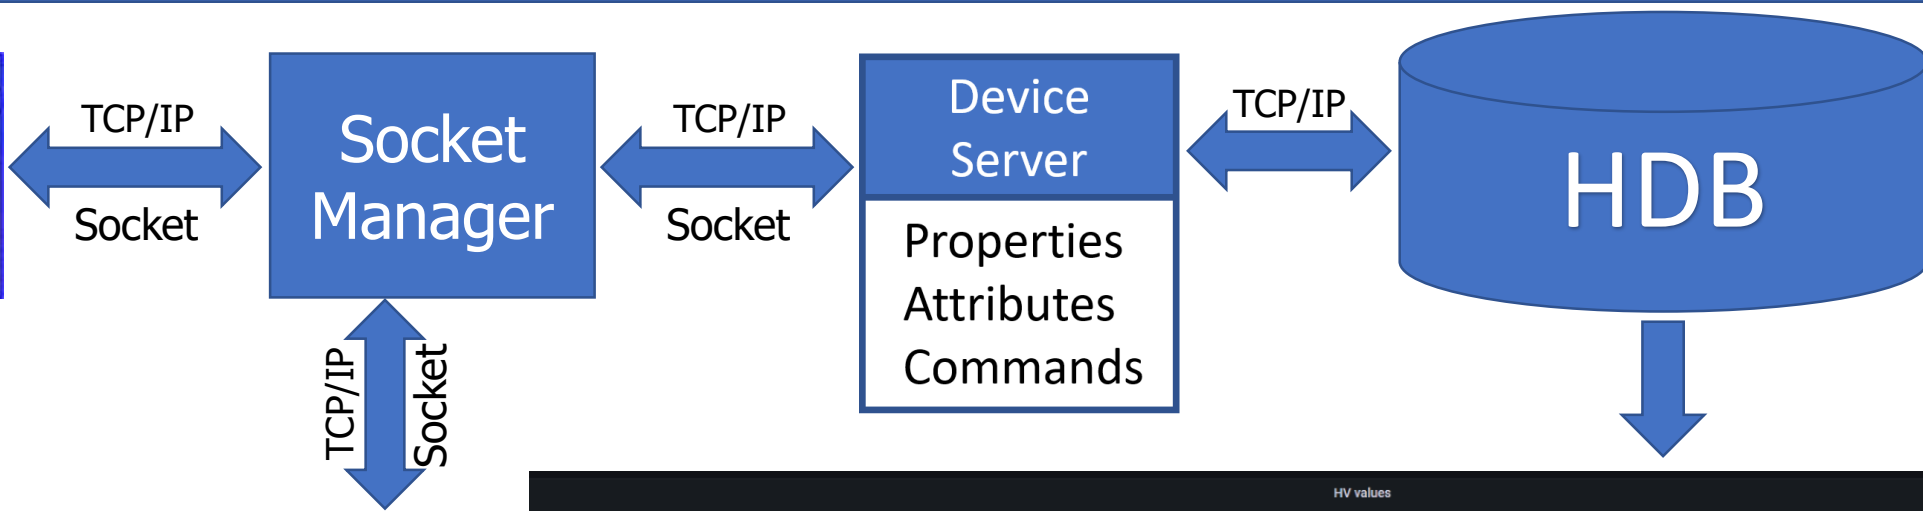 TCP/IP
Socket
Socket
Manager
TCP/IP
Socket
TCP/IP
Socket
Device
Server
Properties
Attributes
Commands
TCP/IP
HDB
HV values